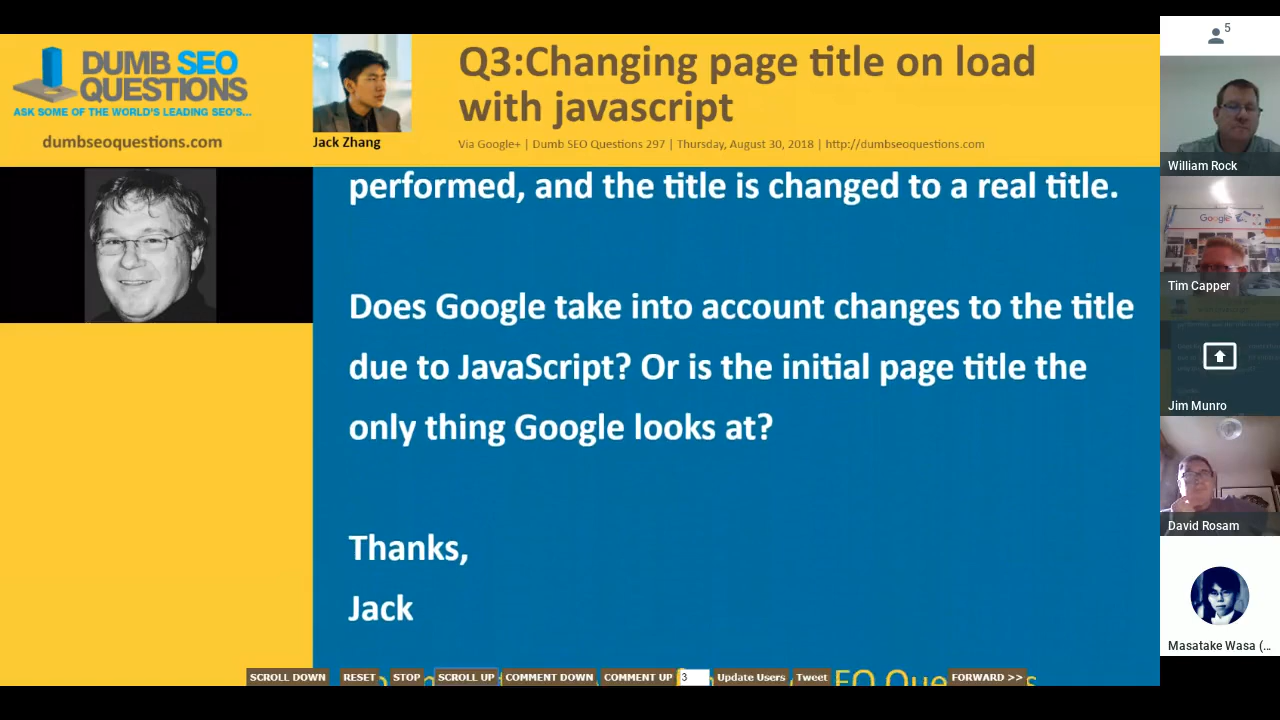 DUMB SEO
QUESTIONS
ASK SOME OF THE WORLD'S LEADING SEO'S...
dumbseoquestions.com
Jack Zhang
Q3:Changing page title on load
with javascript
Via Google+ | Dumb SEO Questions 297 | Thursday, August 30, 2018 | http://dumbseoquestions.com
performed, and the title is changed to a real title.
Does Google take into account changes to the title
due to JavaScript? Or is the initial page title the
only thing Google looks at?
Thanks,
Jack
SCROLL DOWN RESET STOP SCROLL UP COMMENT DOWN COMMENT UP 3 Update Users Tweet FORWARD >>
5
William Rock
Google
Tim Capper
Jim Munro
David Rosam
Masatake Wasa (...